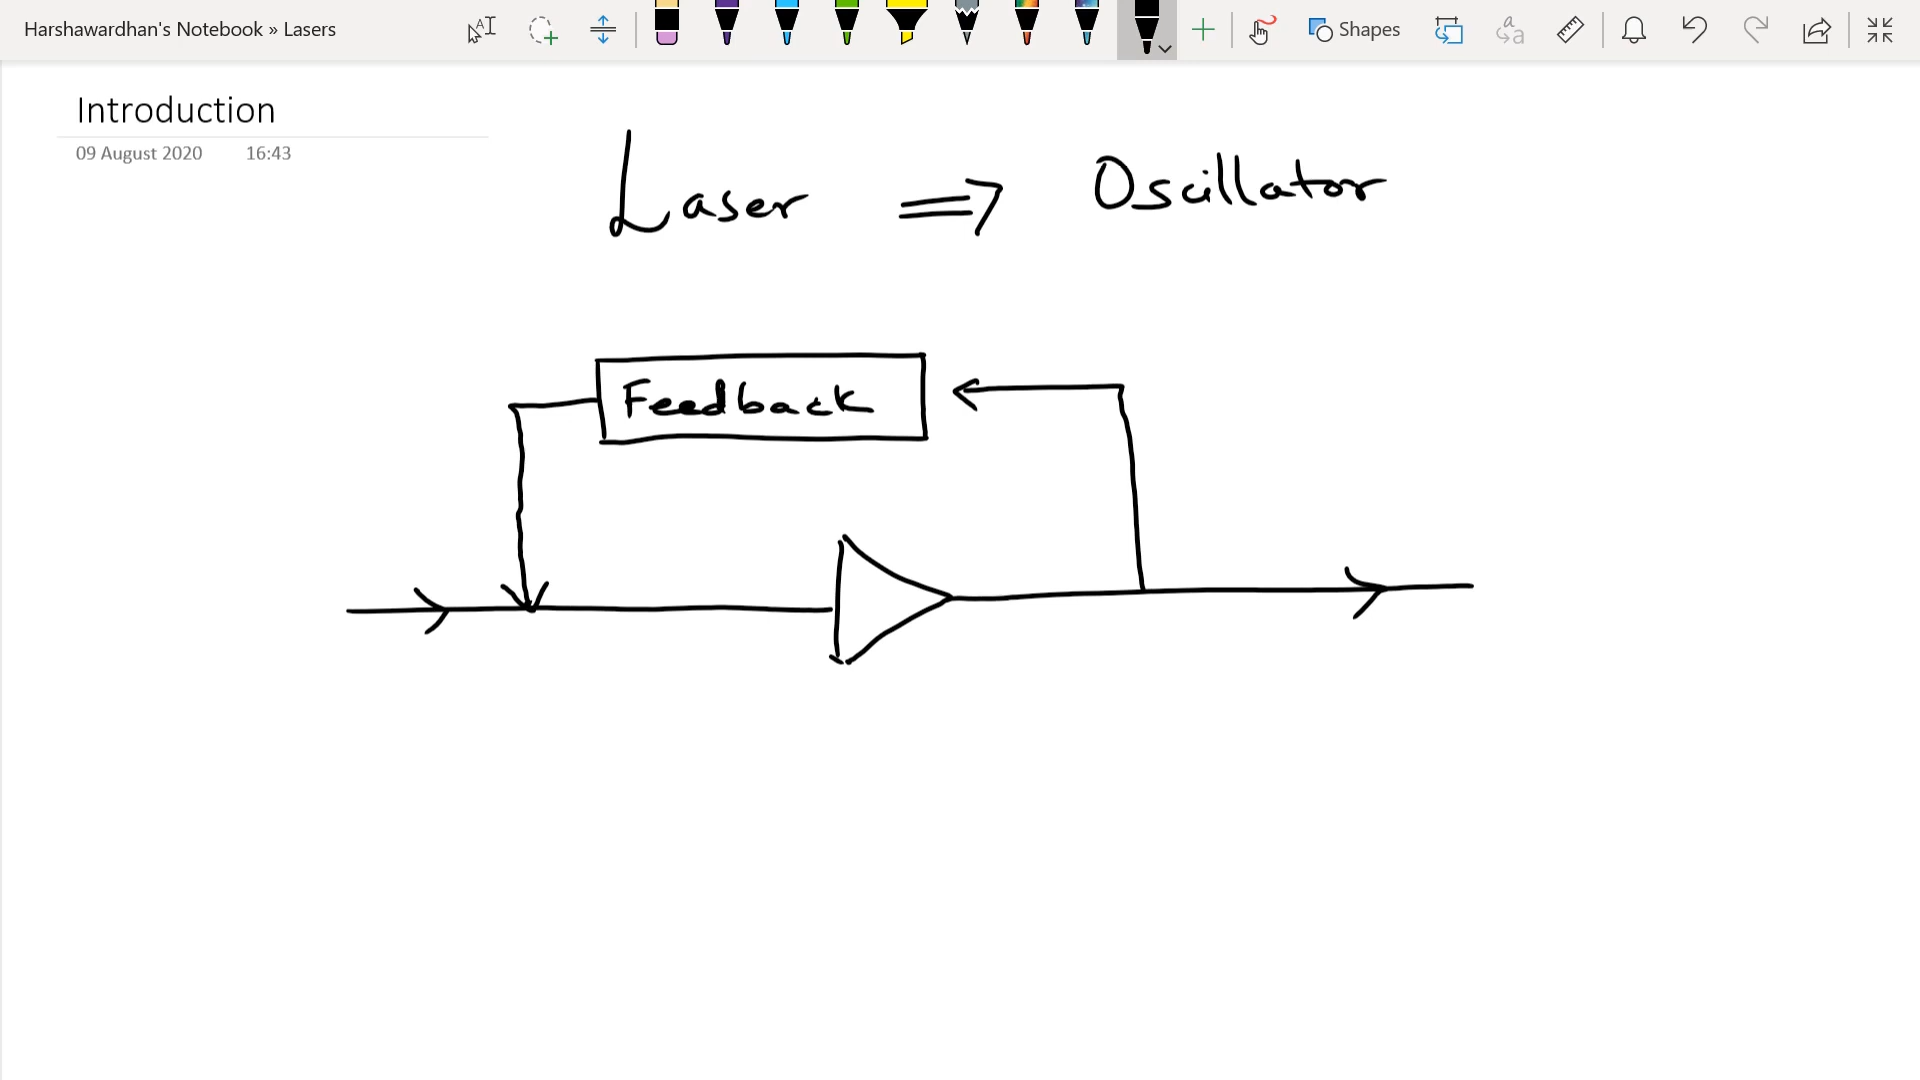 Harshawardhan's Notebook » Lasers
Shapes
Introduction
09 August 2020 16:43
Laser ⇒ Oscillator
Feedback